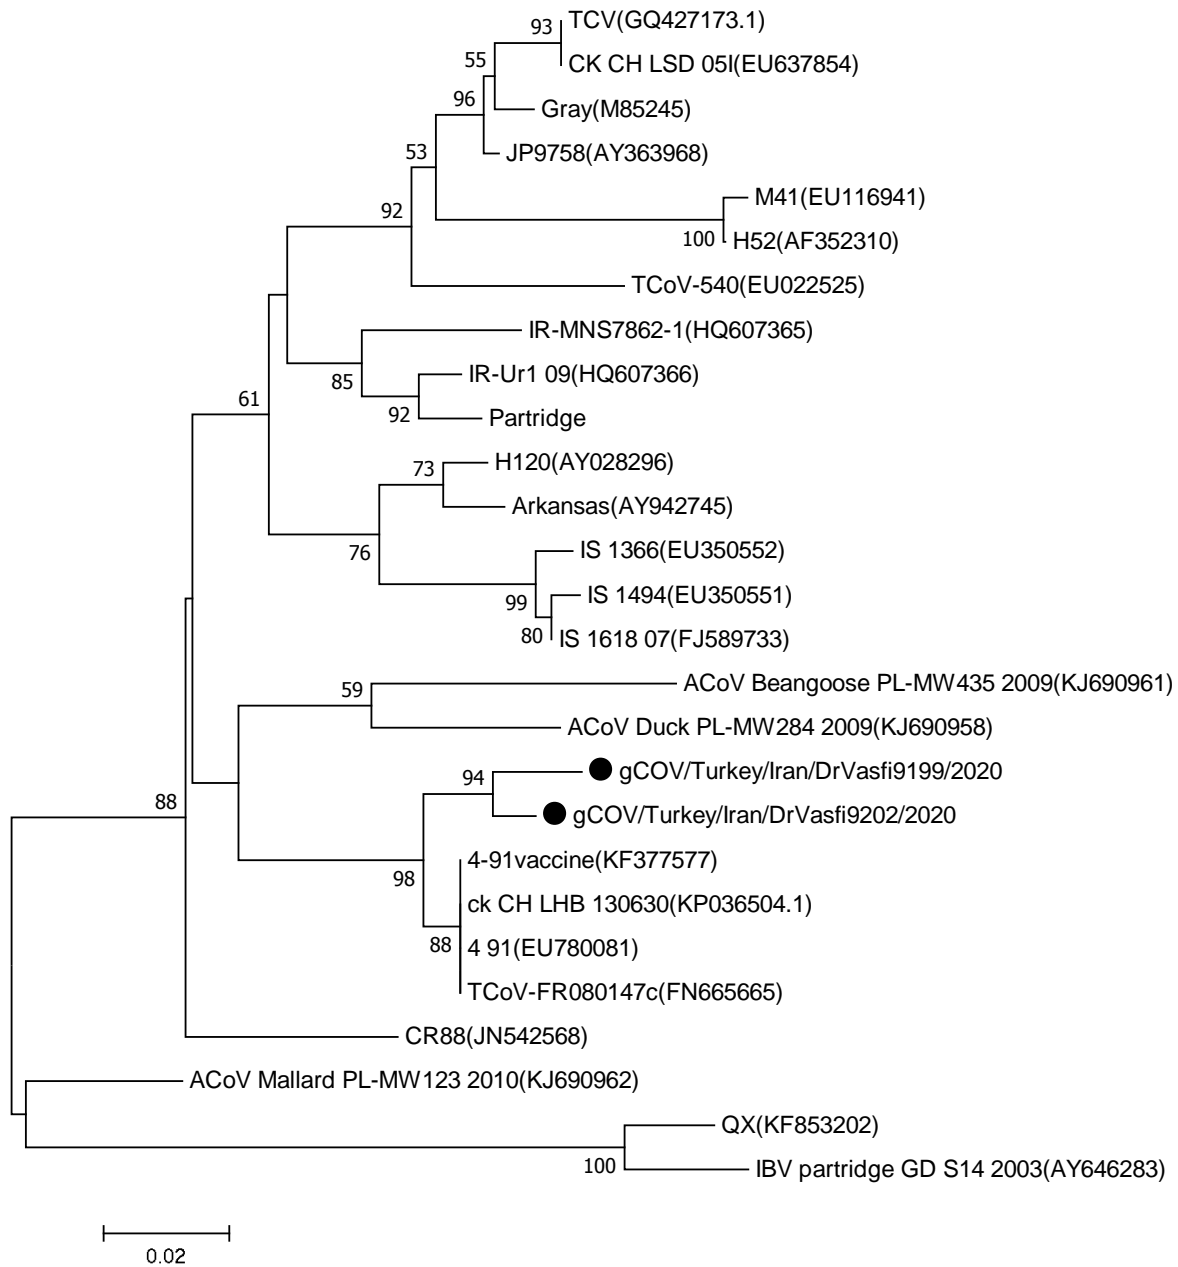 93
TCV(GQ427173.1)
CK CH LSD 05I(EU637854)
55
Gray(M85245)
96
JP9758(AY363968)
53
M41(EU116941)
100
H52(AF352310)
92
TCoV-540(EU022525)
IR-MNS7862-1(HQ607365)
85
IR-Ur1 09(HQ607366)
92
Partridge
61
73
H120(AY028296)
Arkansas(AY942745)
76
IS 1366(EU350552)
99
IS 1494(EU350551)
80
IS 1618 07(FJ589733)
59
ACoV Beangoose PL-MW435 2009(KJ690961)
ACoV Duck PL-MW284 2009(KJ690958)
94
gCOV/Turkey/Iran/DrVasfi9199/2020
gCOV/Turkey/Iran/DrVasfi9202/2020
88
98
4-91vaccine(KF377577)
ck CH LHB 130630(KP036504.1)
88
4 91(EU780081)
TCoV-FR080147c(FN665665)
CR88(JN542568)
ACoV Mallard PL-MW123 2010(KJ690962)
QX(KF853202)
100
IBV partridge GD S14 2003(AY646283)
0.02